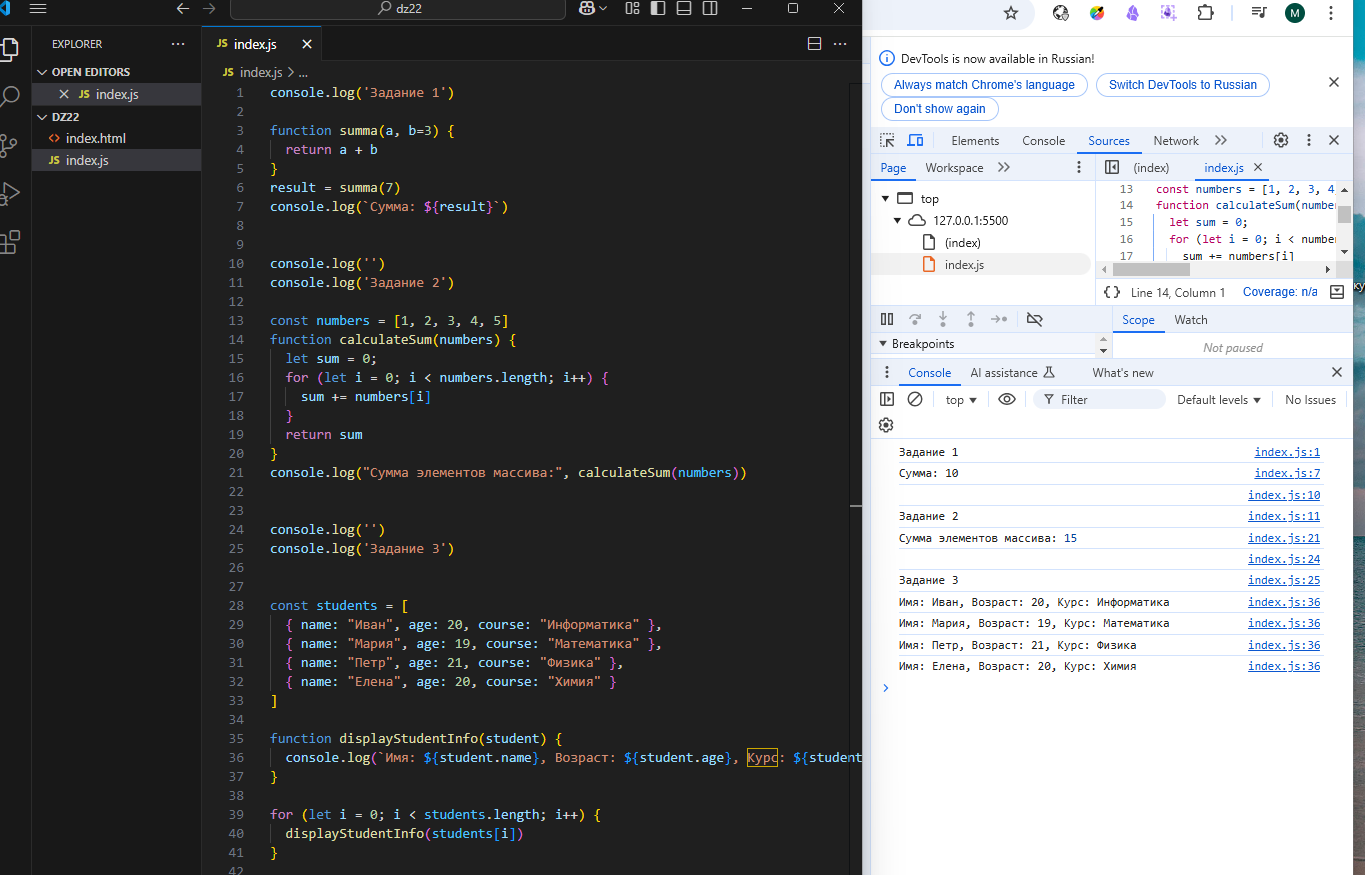 dz22
EXPLORER
OPEN EDITORS
JS index.js
DZ22
<> index.html
JS index.js
JS index.js
JS index.js > ...
1 console.log('Задание 1')
2
3 function summa(a, b=3) {
4 return a + b
5 }
6 result = summa(7)
7 console.log(`Сумма: ${result}`)
8
9
10 console.log('')
11 console.log('Задание 2')
12
13 const numbers = [1, 2, 3, 4, 5]
14 function calculateSum(numbers) {
15 let sum = 0;
16 for (let i = 0; i < numbers.length; i++) {
17 sum += numbers[i]
18 }
19 return sum
20 }
21 console.log("Сумма элементов массива:", calculateSum(numbers))
22
23
24 console.log('')
25 console.log('Задание 3')
26
27
28 const students = [
29 { name: "Иван", age: 20, course: "Информатика" },
30 { name: "Мария", age: 19, course: "Математика" },
31 { name: "Петр", age: 21, course: "Физика" },
32 { name: "Елена", age: 20, course: "Химия" }
33 ]
34
35 function displayStudentInfo(student) {
36 console.log(`Имя: ${student.name}, Возраст: ${student.age}, Курс: ${student
37 }
38
39 for (let i = 0; i < students.length; i++) {
40 displayStudentInfo(students[i])
41 }
42
M
DevTools is now available in Russian!
Always match Chrome's language
Switch DevTools to Russian
Don't show again
Elements Console Sources Network
Page Workspace
(index) index.js
top
127.0.0.1:5500
(index)
index.js
13 const numbers = [1, 2, 3, 4
14 function calculateSum(numbe
15 let sum = 0;
16 for (let i = 0; i < number
17 sum += numbers[i]
{} Line 14, Column 1 Coverage: n/a
Scope Watch
Breakpoints
Not paused
Console AI assistance What's new
top Filter Default levels No Issues
Задание 1 index.js:1
Сумма: 10 index.js:7
index.js:10
Задание 2 index.js:11
Сумма элементов массива: 15 index.js:21
index.js:24
Задание 3 index.js:25
Имя: Иван, Возраст: 20, Курс: Информатика index.js:36
Имя: Мария, Возраст: 19, Курс: Математика index.js:36
Имя: Петр, Возраст: 21, Курс: Физика index.js:36
Имя: Елена, Возраст: 20, Курс: Химия index.js:36